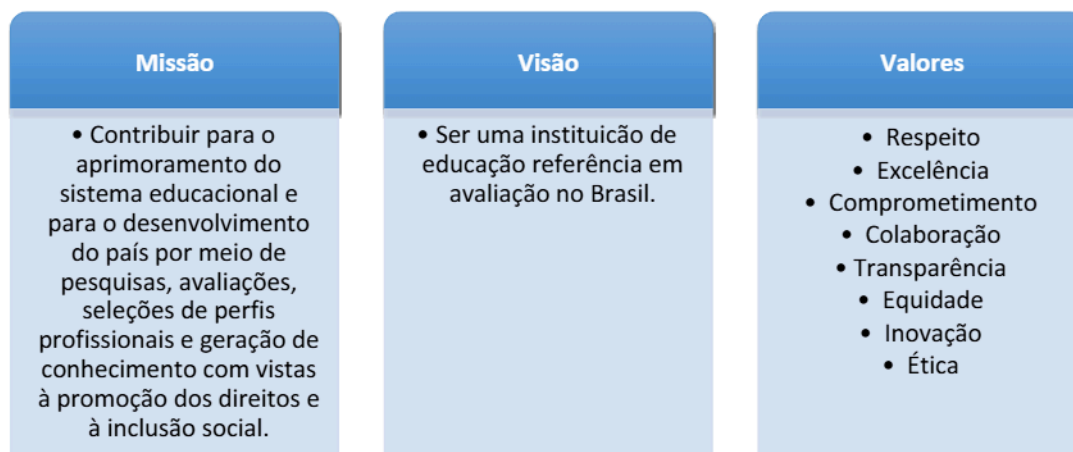 Missão
• Contribuir para o
aprimoramento do
sistema educacional e
para o desenvolvimento
do país por meio de
pesquisas, avaliações,
seleções de perfis
profissionais e geração de
conhecimento com vistas
à promoção dos direitos e
à inclusão social.
Visão
• Ser uma instituicão de
educação referência em
avaliação no Brasil.
Valores
• Respeito
• Excelência
• Comprometimento
• Colaboração
• Transparência
• Equidade
• Inovação
• Ética